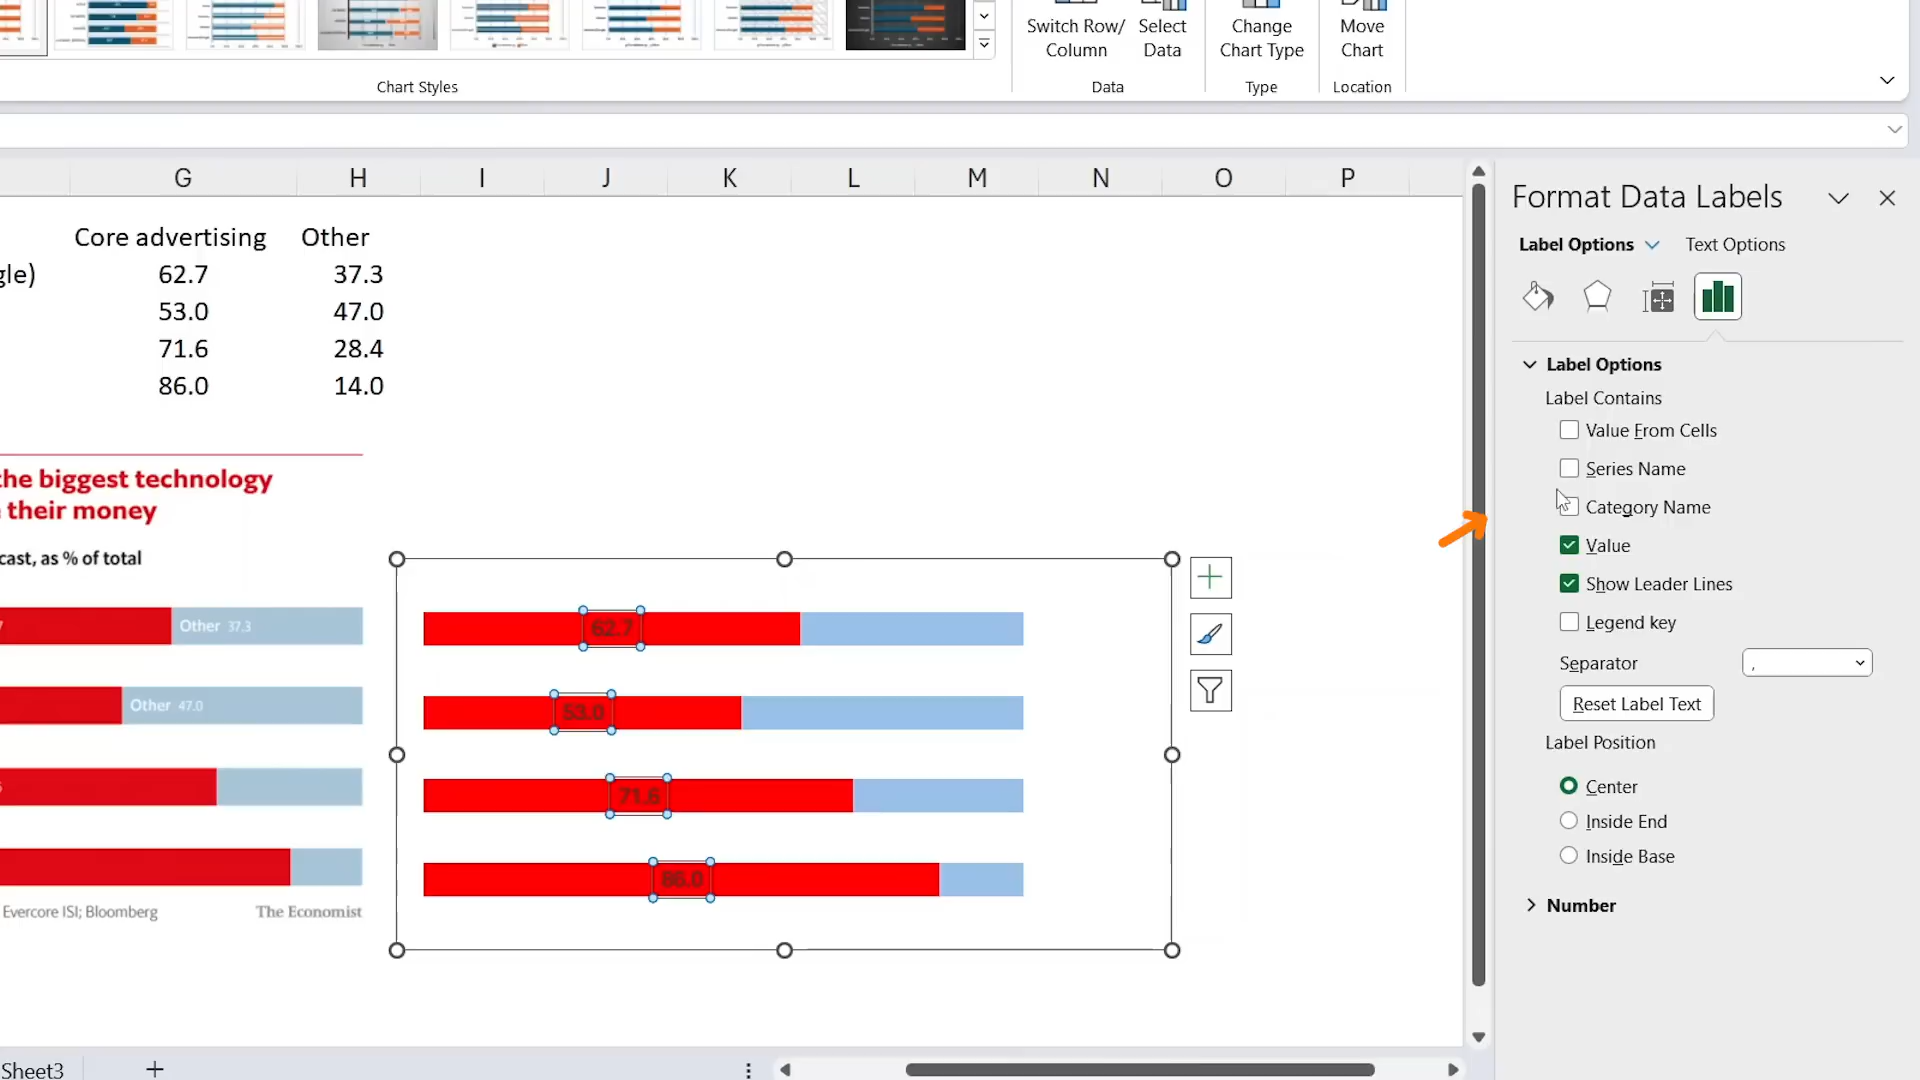 Switch Row/
Column
Select
Data
Change
Chart Type
Move
Chart
Chart Styles
Data
Type
Location
G
H
I
J
K
L
M
N
O
P
Core advertising Other
gle) 62.7 37.3
53.0 47.0
71.6 28.4
86.0 14.0
the biggest technology
their money
cast, as % of total
Other 37.3
Other 47.0
Evercore ISI; Bloomberg
The Economist
62.7
53.0
71.6
86.0
Format Data Labels
Label Options
Text Options
Label Options
Label Contains
Value From Cells
Series Name
Category Name
Value
Show Leader Lines
Legend key
Separator ,
Reset Label Text
Label Position
Center
Inside End
Inside Base
Number
Sheet3